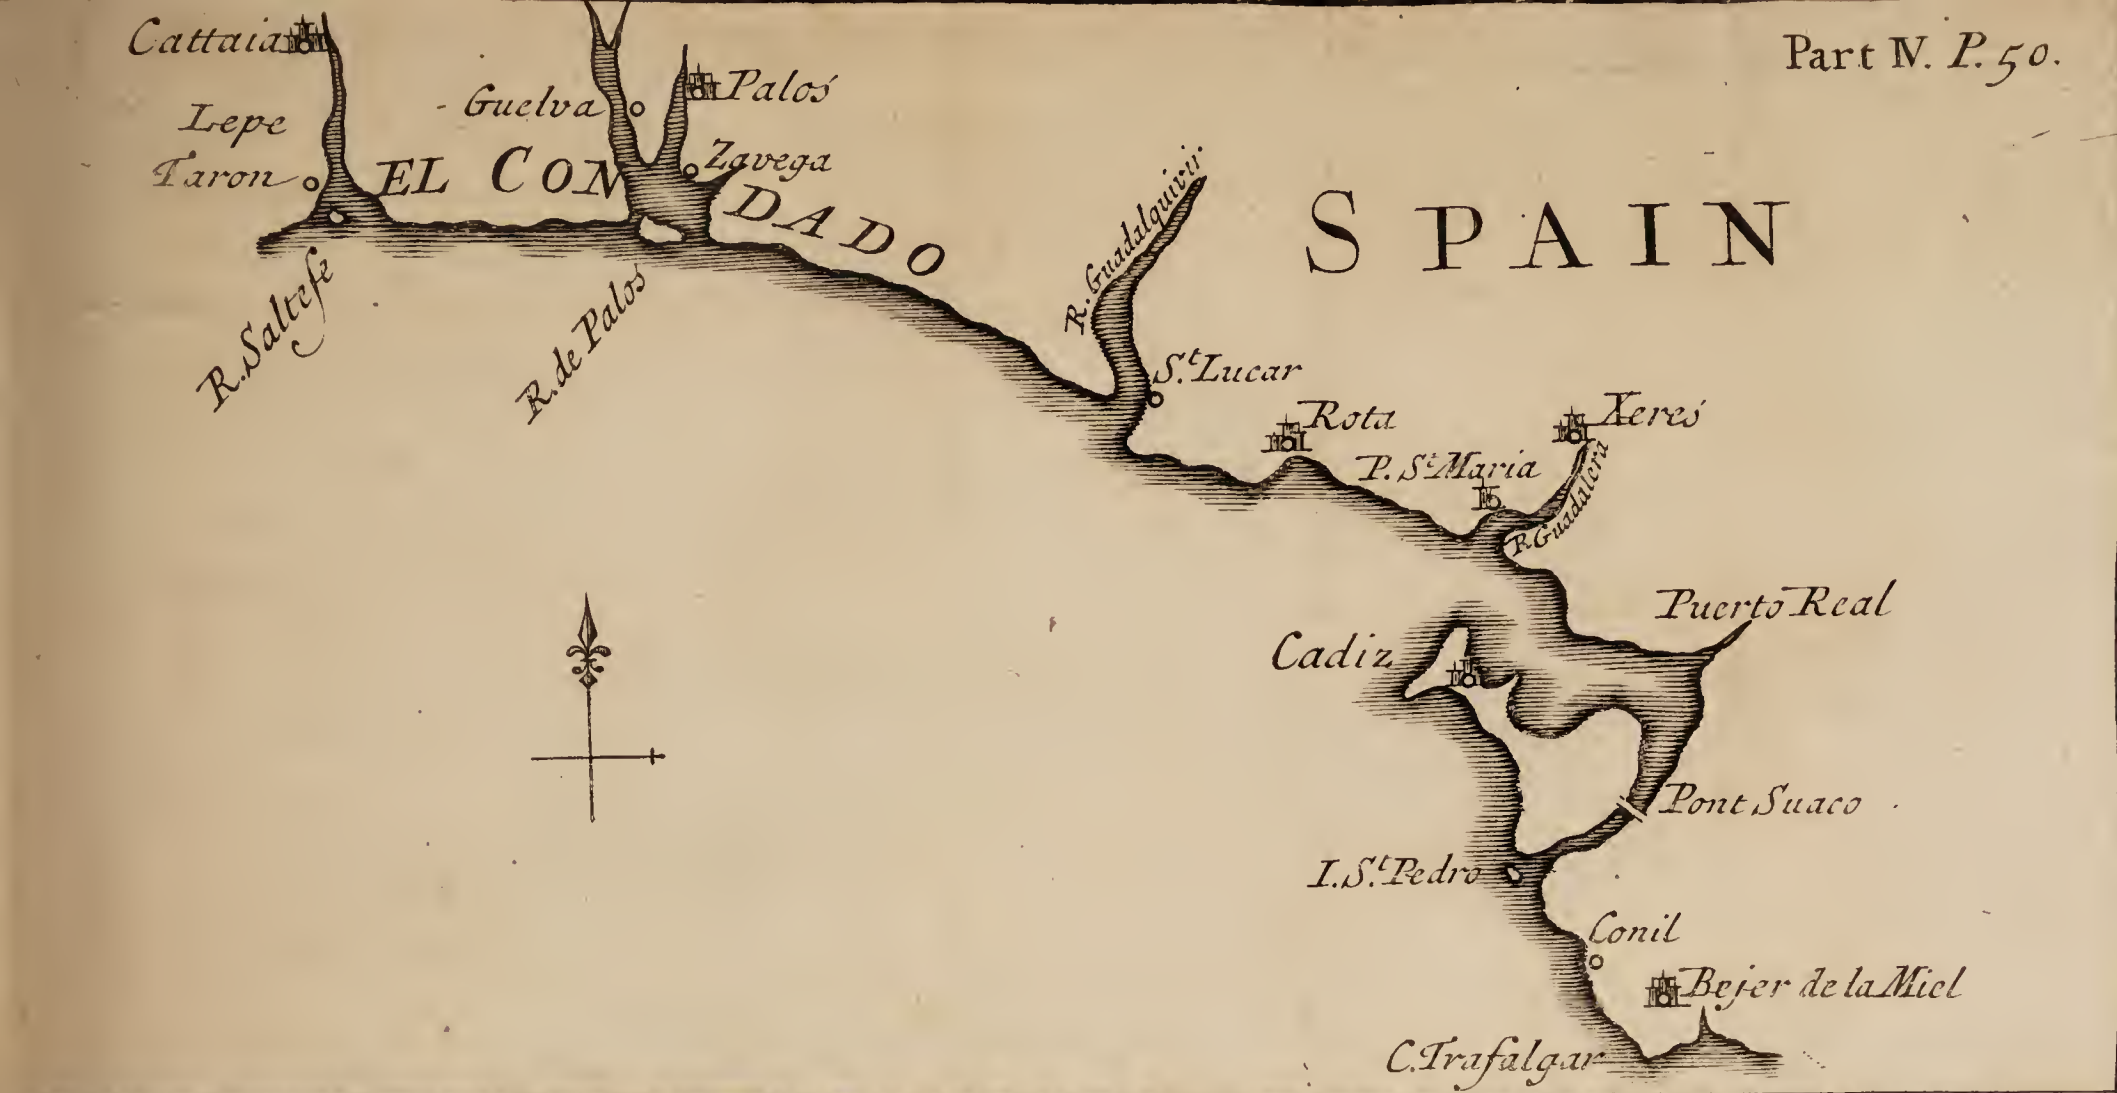 Part IV. P. 50.
Cattaia
Lepe
Taron
Guelva
Palos
Zavega
EL CONDADO
SPAIN
R. Saltese
R. de Palos
R. Guadalquivir.
St. Lucar
Rota
Xeres
P. St Maria
R Guadalera
Puerto Real
Cadiz
Pont Suaco
I. St. Pedro
Conil
Bejer de la Miel
C. Trafalgar